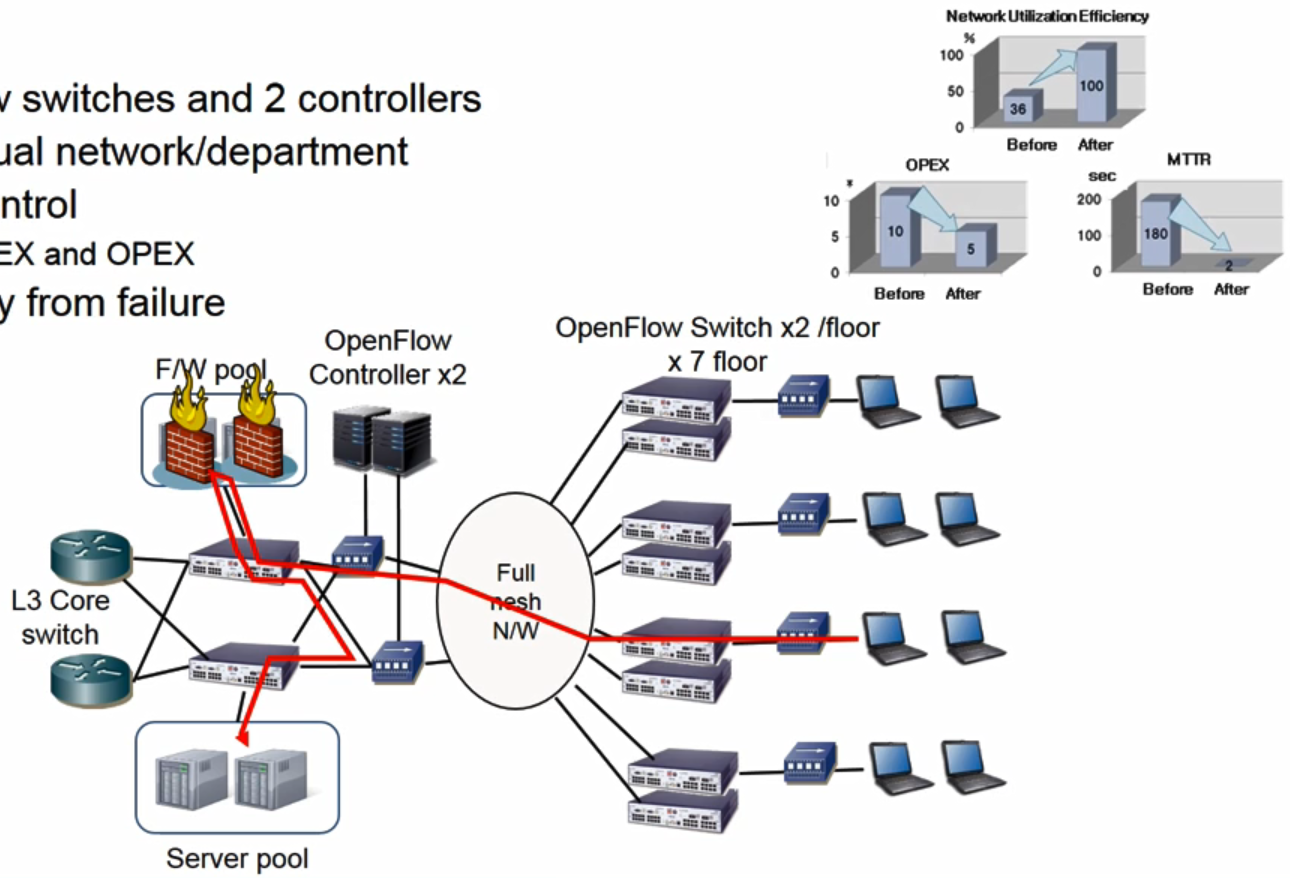 w switches and 2 controllers
ual network/department
ntrol
EX and OPEX
y from failure
Network Utilization Efficiency
%
100
50
0
36
100
Before After
OPEX
*
10
5
0
10
5
Before After
MTTR
sec
200
100
0
180
2
Before After
F/W pool
OpenFlow
Controller x2
OpenFlow Switch x2 /floor
x 7 floor
L3 Core
switch
Full
mesh
N/W
Server pool